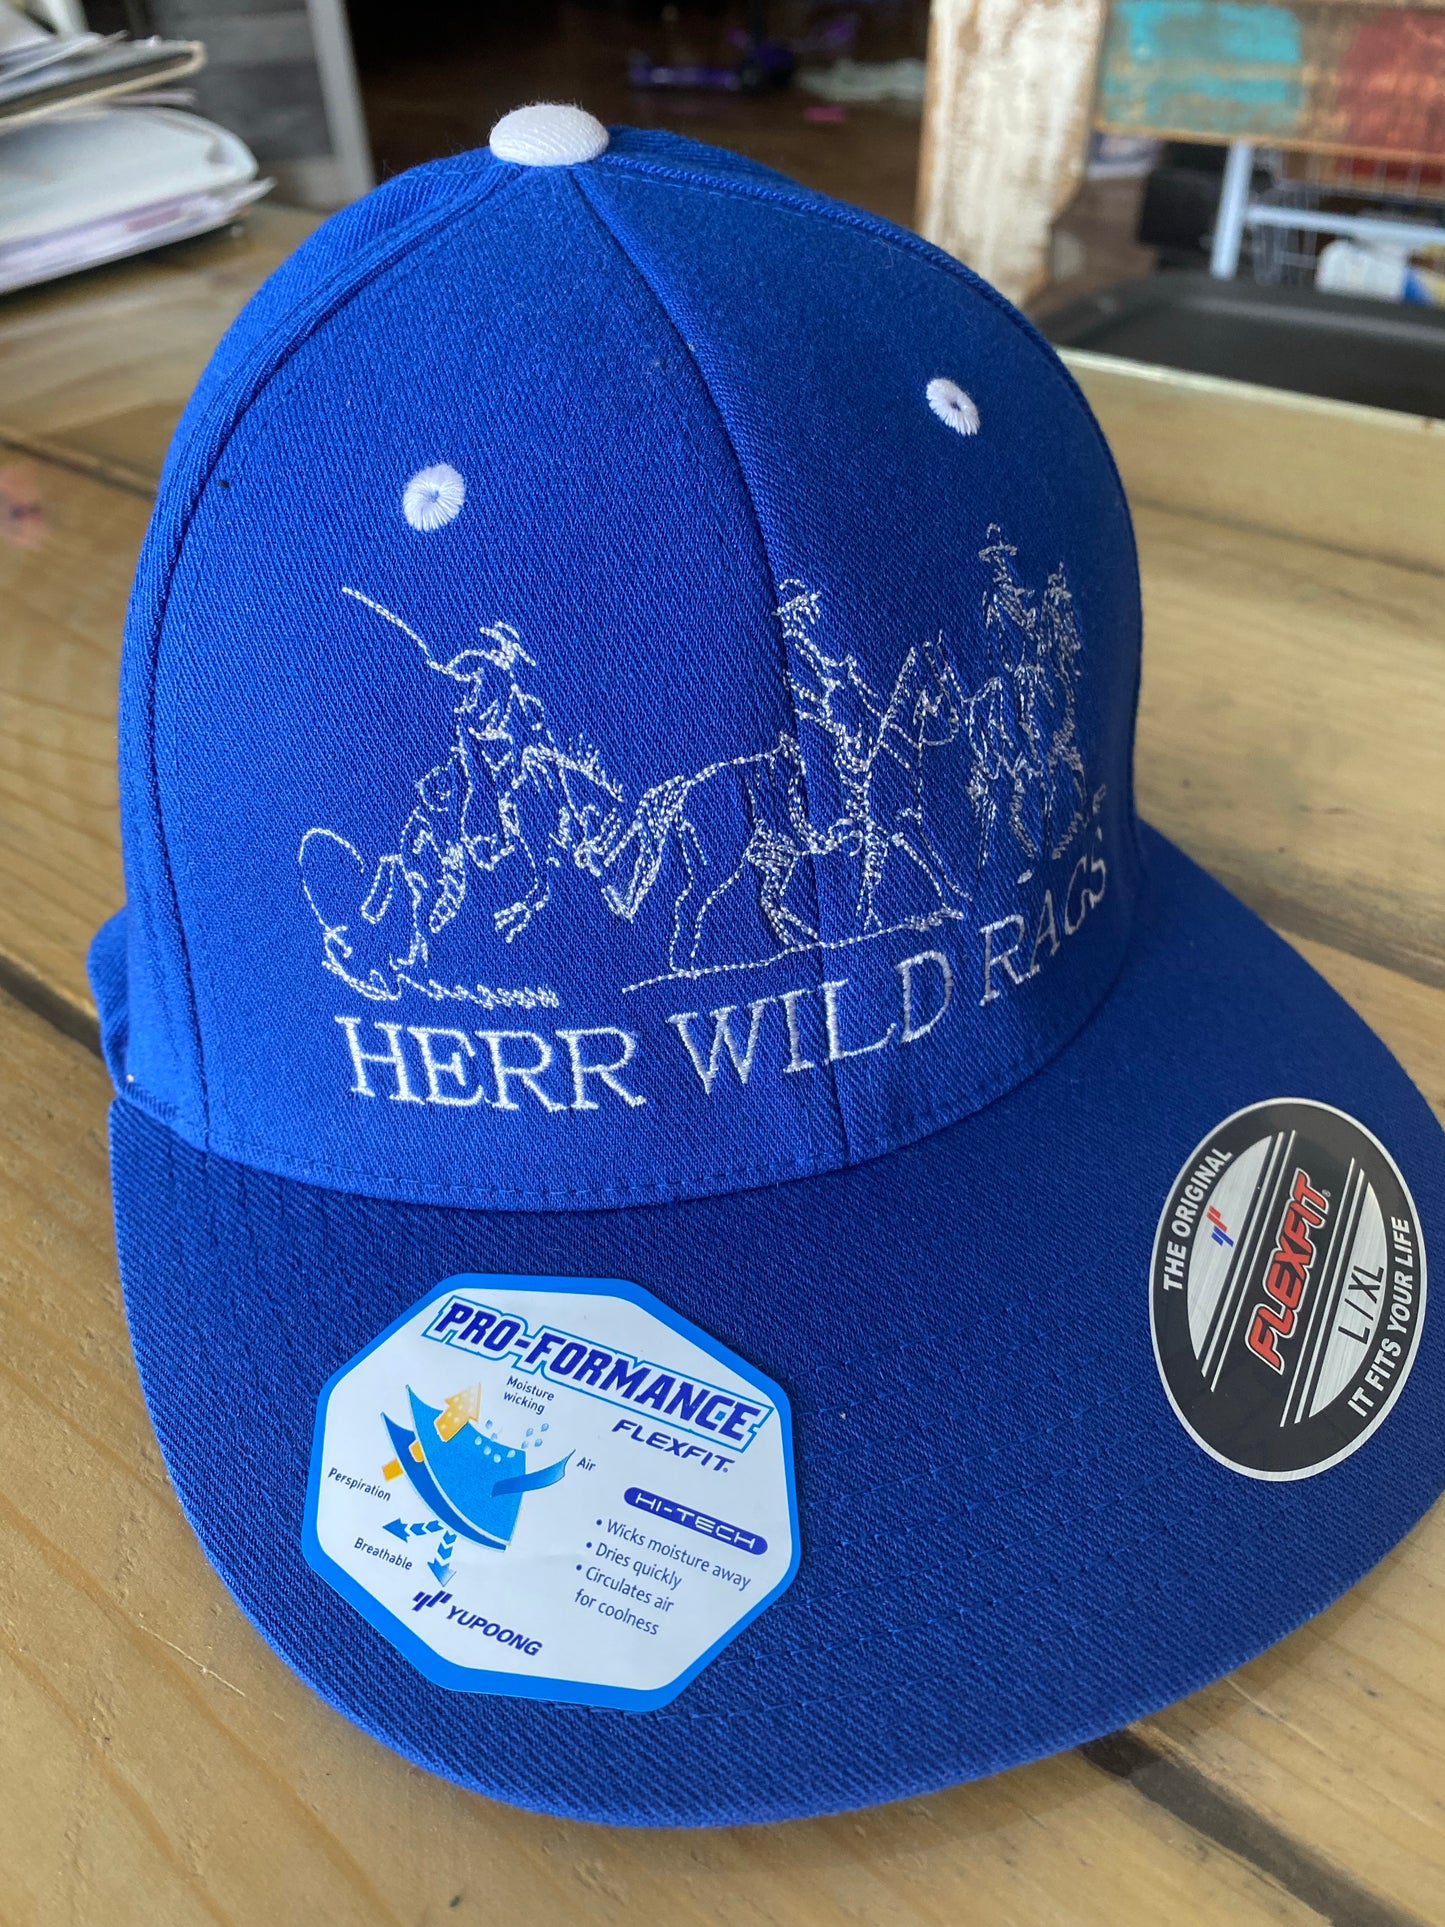 HERR WILD RAGS
THE ORIGINAL
FLEXFIT®
L / XL
IT FITS YOUR LIFE
PRO-FORMANCE
FLEXFIT.
Moisture
wicking
Air
Perspiration
Breathable
HI-TECH
• Wicks moisture away
• Dries quickly
• Circulates air
for coolness
YUPOONG